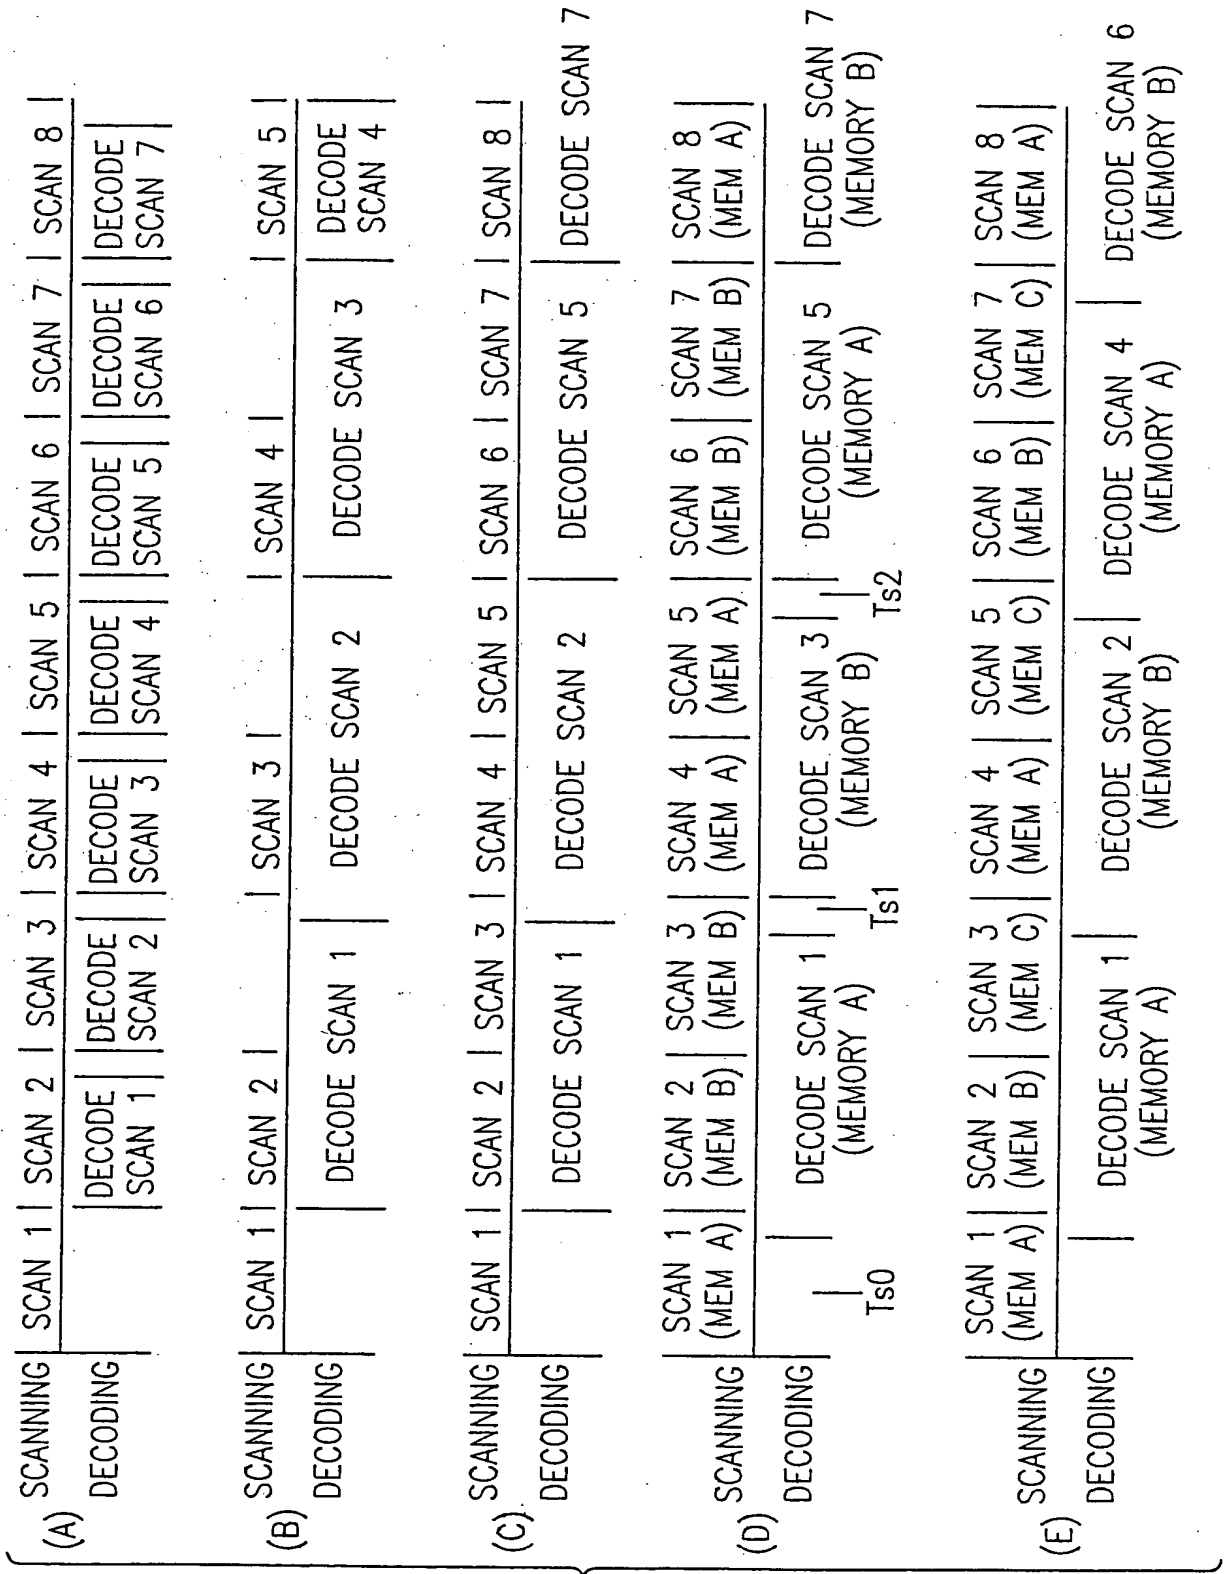 (A)
SCANNING
SCAN 1 | SCAN 2 | SCAN 3 | SCAN 4 | SCAN 5 | SCAN 6 | SCAN 7 | SCAN 8 |
DECODING
DECODE SCAN 1
DECODE SCAN 2
DECODE SCAN 3
DECODE SCAN 4
DECODE SCAN 5
DECODE SCAN 6
DECODE SCAN 7
(B)
SCANNING
SCAN 1 | SCAN 2 | | SCAN 3 | | SCAN 4 | | SCAN 5 |
DECODING
DECODE SCAN 1
DECODE SCAN 2
DECODE SCAN 3
DECODE SCAN 4
(C)
SCANNING
SCAN 1 | SCAN 2 | SCAN 3 | SCAN 4 | SCAN 5 | SCAN 6 | SCAN 7 | SCAN 8 |
DECODING
DECODE SCAN 1
DECODE SCAN 2
DECODE SCAN 5
DECODE SCAN 7
(D)
SCANNING
SCAN 1 | SCAN 2 | SCAN 3 | SCAN 4 | SCAN 5 | SCAN 6 | SCAN 7 | SCAN 8 |
(MEM A) | (MEM B) | (MEM B) | (MEM A) | (MEM A) | (MEM B) | (MEM B) | (MEM A)
DECODING
DECODE SCAN 1
(MEMORY A)
DECODE SCAN 3
(MEMORY B)
DECODE SCAN 5
(MEMORY A)
DECODE SCAN 7
(MEMORY B)
Ts0
Ts1
Ts2
(E)
SCANNING
SCAN 1 | SCAN 2 | SCAN 3 | SCAN 4 | SCAN 5 | SCAN 6 | SCAN 7 | SCAN 8 |
(MEM A) | (MEM B) | (MEM C) | (MEM A) | (MEM C) | (MEM B) | (MEM C) | (MEM A)
DECODING
DECODE SCAN 1
(MEMORY A)
DECODE SCAN 2
(MEMORY B)
DECODE SCAN 4
(MEMORY A)
DECODE SCAN 6
(MEMORY B)